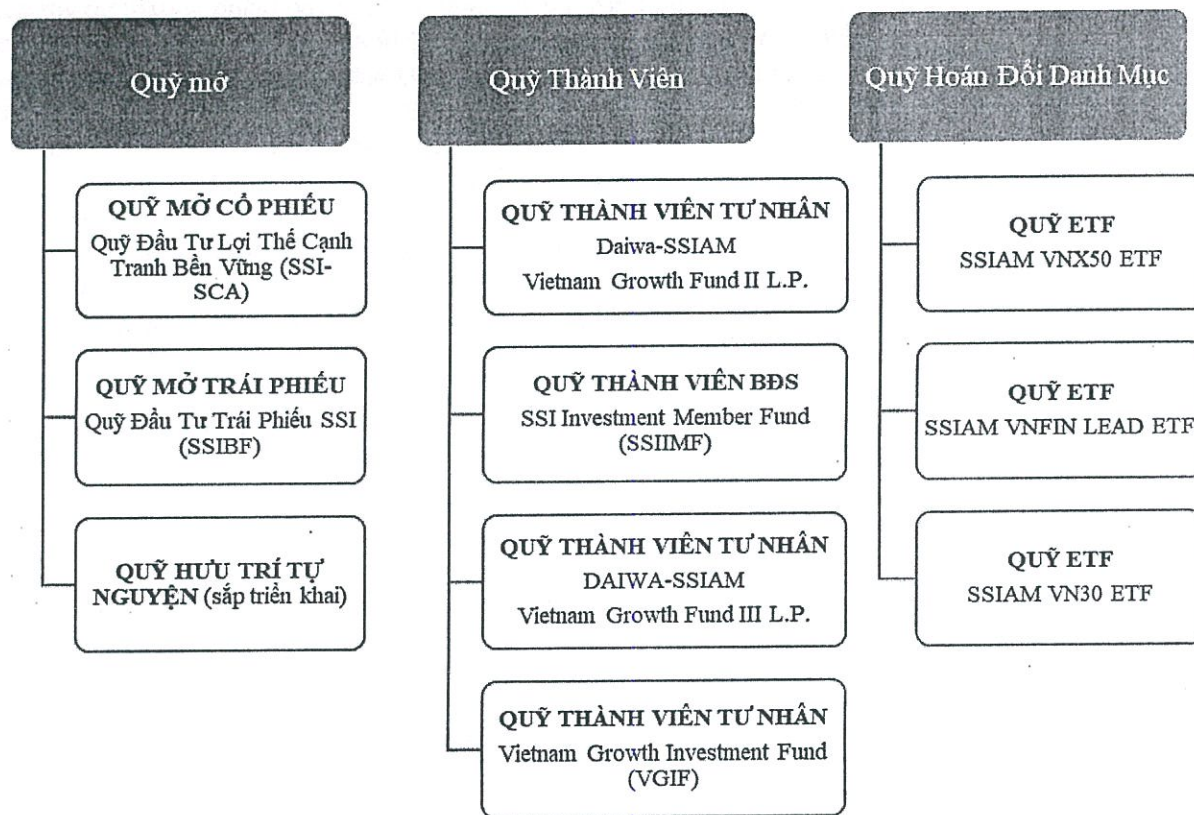 Quỹ mở
QUỸ MỞ CỔ PHIẾU
Quỹ Đầu Tư Lợi Thế Cạnh
Tranh Bền Vững (SSI-
SCA)
QUỸ MỞ TRÁI PHIẾU
Quỹ Đầu Tư Trái Phiếu SSI
(SSIBF)
QUỸ HƯU TRÍ TỰ
NGUYỆN (sắp triển khai)
Quỹ Thành Viên
QUỸ THÀNH VIÊN TƯ NHÂN
Daiwa-SSIAM
Vietnam Growth Fund II L.P.
QUỸ THÀNH VIÊN BĐS
SSI Investment Member Fund
(SSIIMF)
QUỸ THÀNH VIÊN TƯ NHÂN
DAIWA-SSIAM
Vietnam Growth Fund III L.P.
QUỸ THÀNH VIÊN TƯ NHÂN
Vietnam Growth Investment Fund
(VGIF)
Quỹ Hoán Đổi Danh Mục
QUỸ ETF
SSIAM VNX50 ETF
QUỸ ETF
SSIAM VNFIN LEAD ETF
QUỸ ETF
SSIAM VN30 ETF